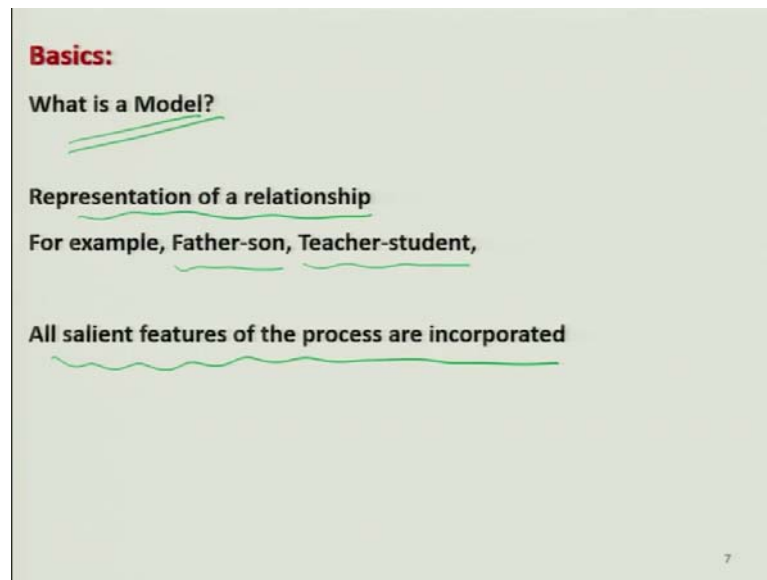 Basics:
What is a Model?
Representation of a relationship
For example, Father-son, Teacher-student,
All salient features of the process are incorporated
7